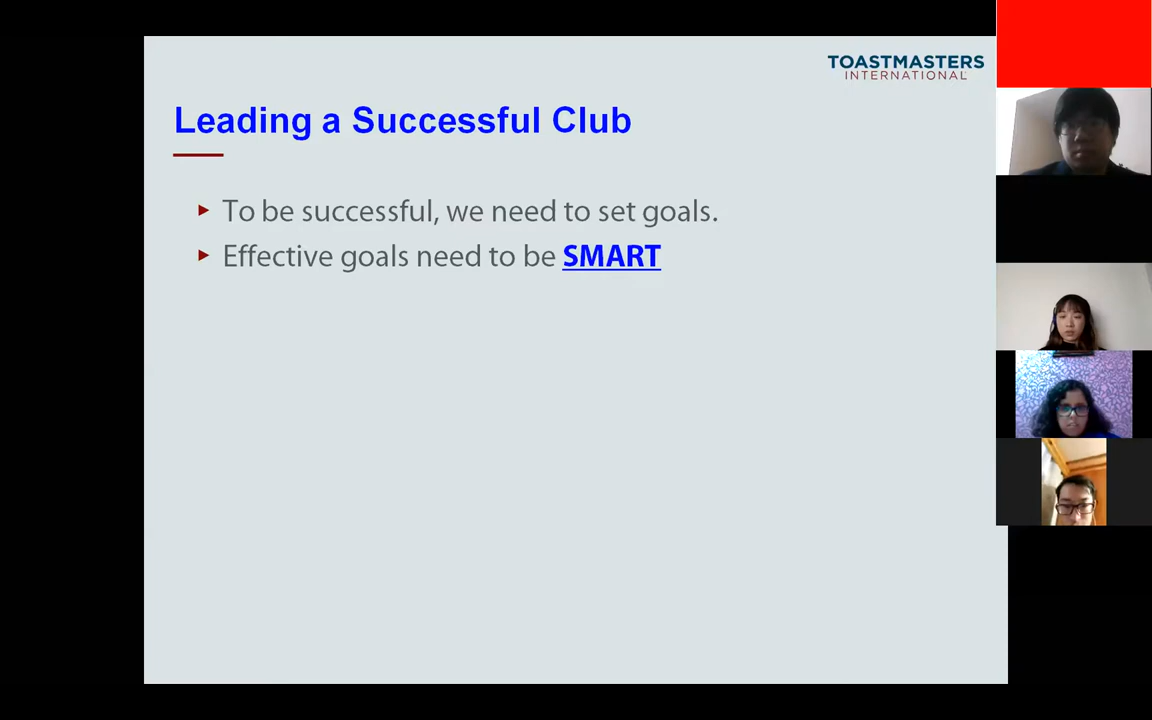 TOASTMASTERS
INTERNATIONAL
Leading a Successful Club
To be successful, we need to set goals.
Effective goals need to be SMART